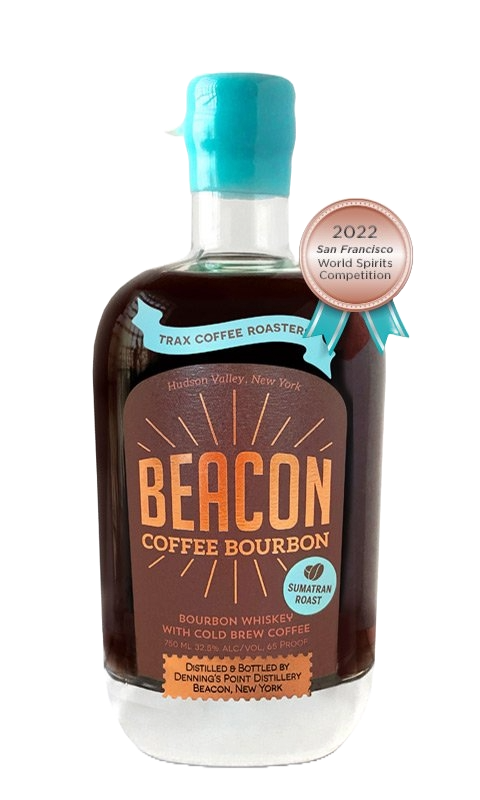 2022
San Francisco
World Spirits
Competition
TRAX COFFEE ROASTERS
Hudson Valley, New York
BEACON
COFFEE BOURBON
SUMATRAN
ROAST
BOURBON WHISKEY
WITH COLD BREW COFFEE
750 ML 32.5% ALC/VOL, 65 PROOF
DISTILLED & BOTTLED BY
DENNING'S POINT DISTILLERY
BEACON, NEW YORK